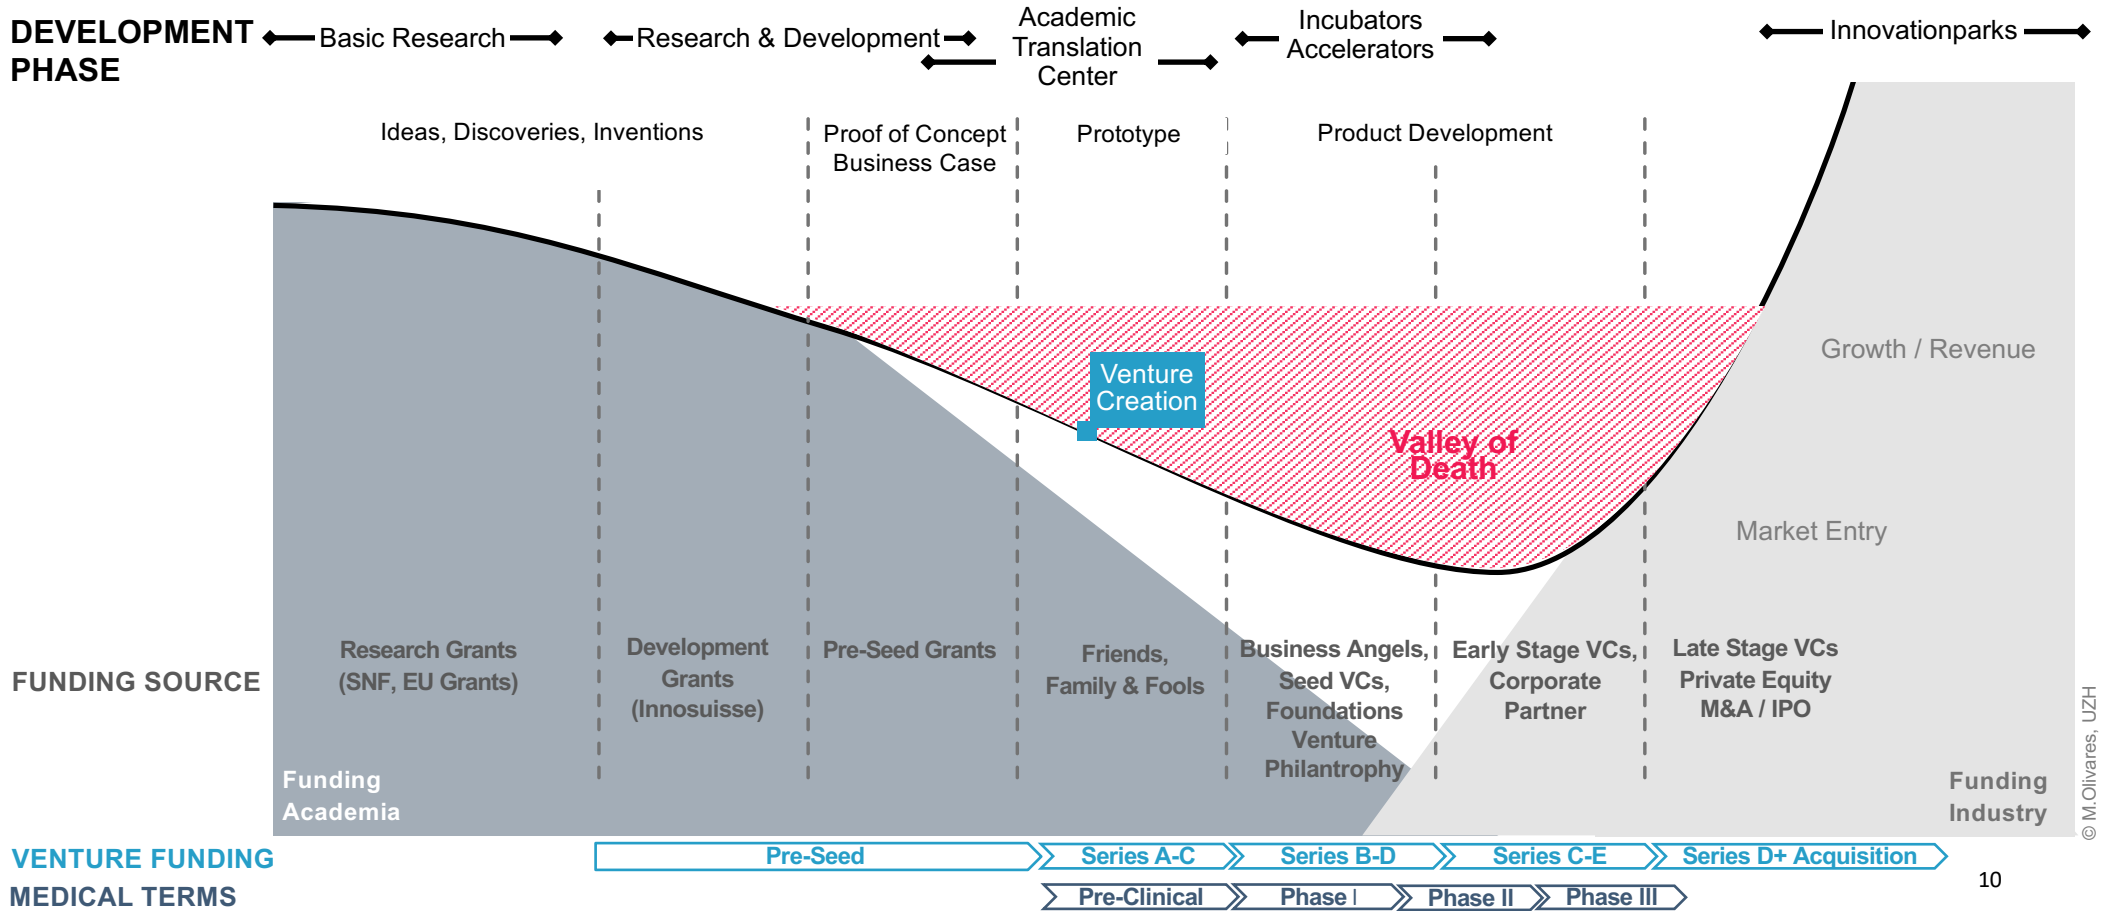 DEVELOPMENT
PHASE
Basic Research
Research & Development
Academic
Translation
Center
Incubators
Accelerators
Innovationparks
Ideas, Discoveries, Inventions
Proof of Concept
Business Case
Prototype
Product Development
Venture
Creation
Valley of
Death
Growth / Revenue
Market Entry
FUNDING SOURCE
Research Grants
(SNF, EU Grants)
Development
Grants
(Innosuisse)
Pre-Seed Grants
Friends,
Family & Fools
Business Angels,
Seed VCs,
Foundations
Venture
Philantrophy
Early Stage VCs,
Corporate
Partner
Late Stage VCs
Private Equity
M&A / IPO
Funding
Academia
Funding
Industry
© M.Olivares, UZH
VENTURE FUNDING
Pre-Seed
Series A-C
Series B-D
Series C-E
Series D+ Acquisition
MEDICAL TERMS
Pre-Clinical
Phase I
Phase II
Phase III
10